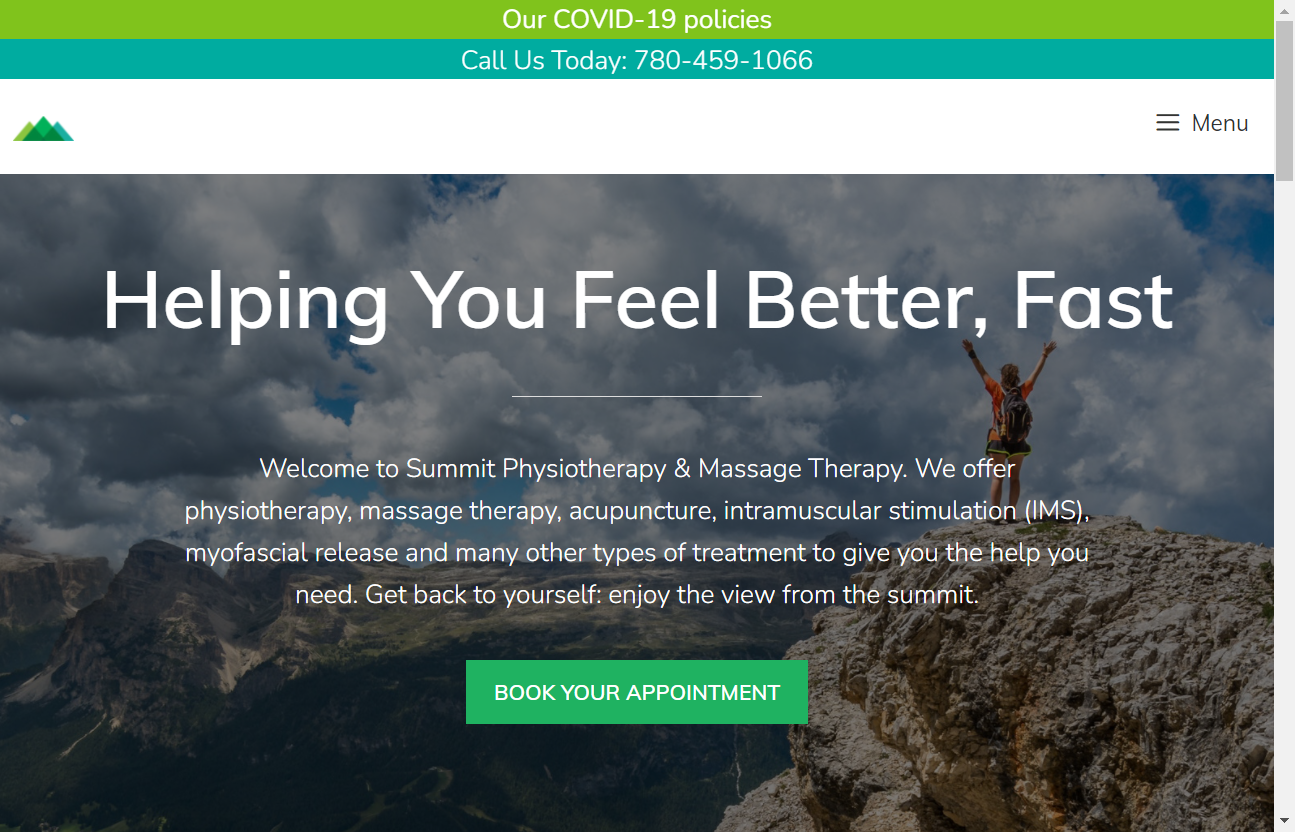 Our COVID-19 policies
Call Us Today: 780-459-1066
Menu
Helping You Feel Better, Fast
Welcome to Summit Physiotherapy & Massage Therapy. We offer
physiotherapy, massage therapy, acupuncture, intramuscular stimulation (IMS),
myofascial release and many other types of treatment to give you the help you
need. Get back to yourself: enjoy the view from the summit.
BOOK YOUR APPOINTMENT